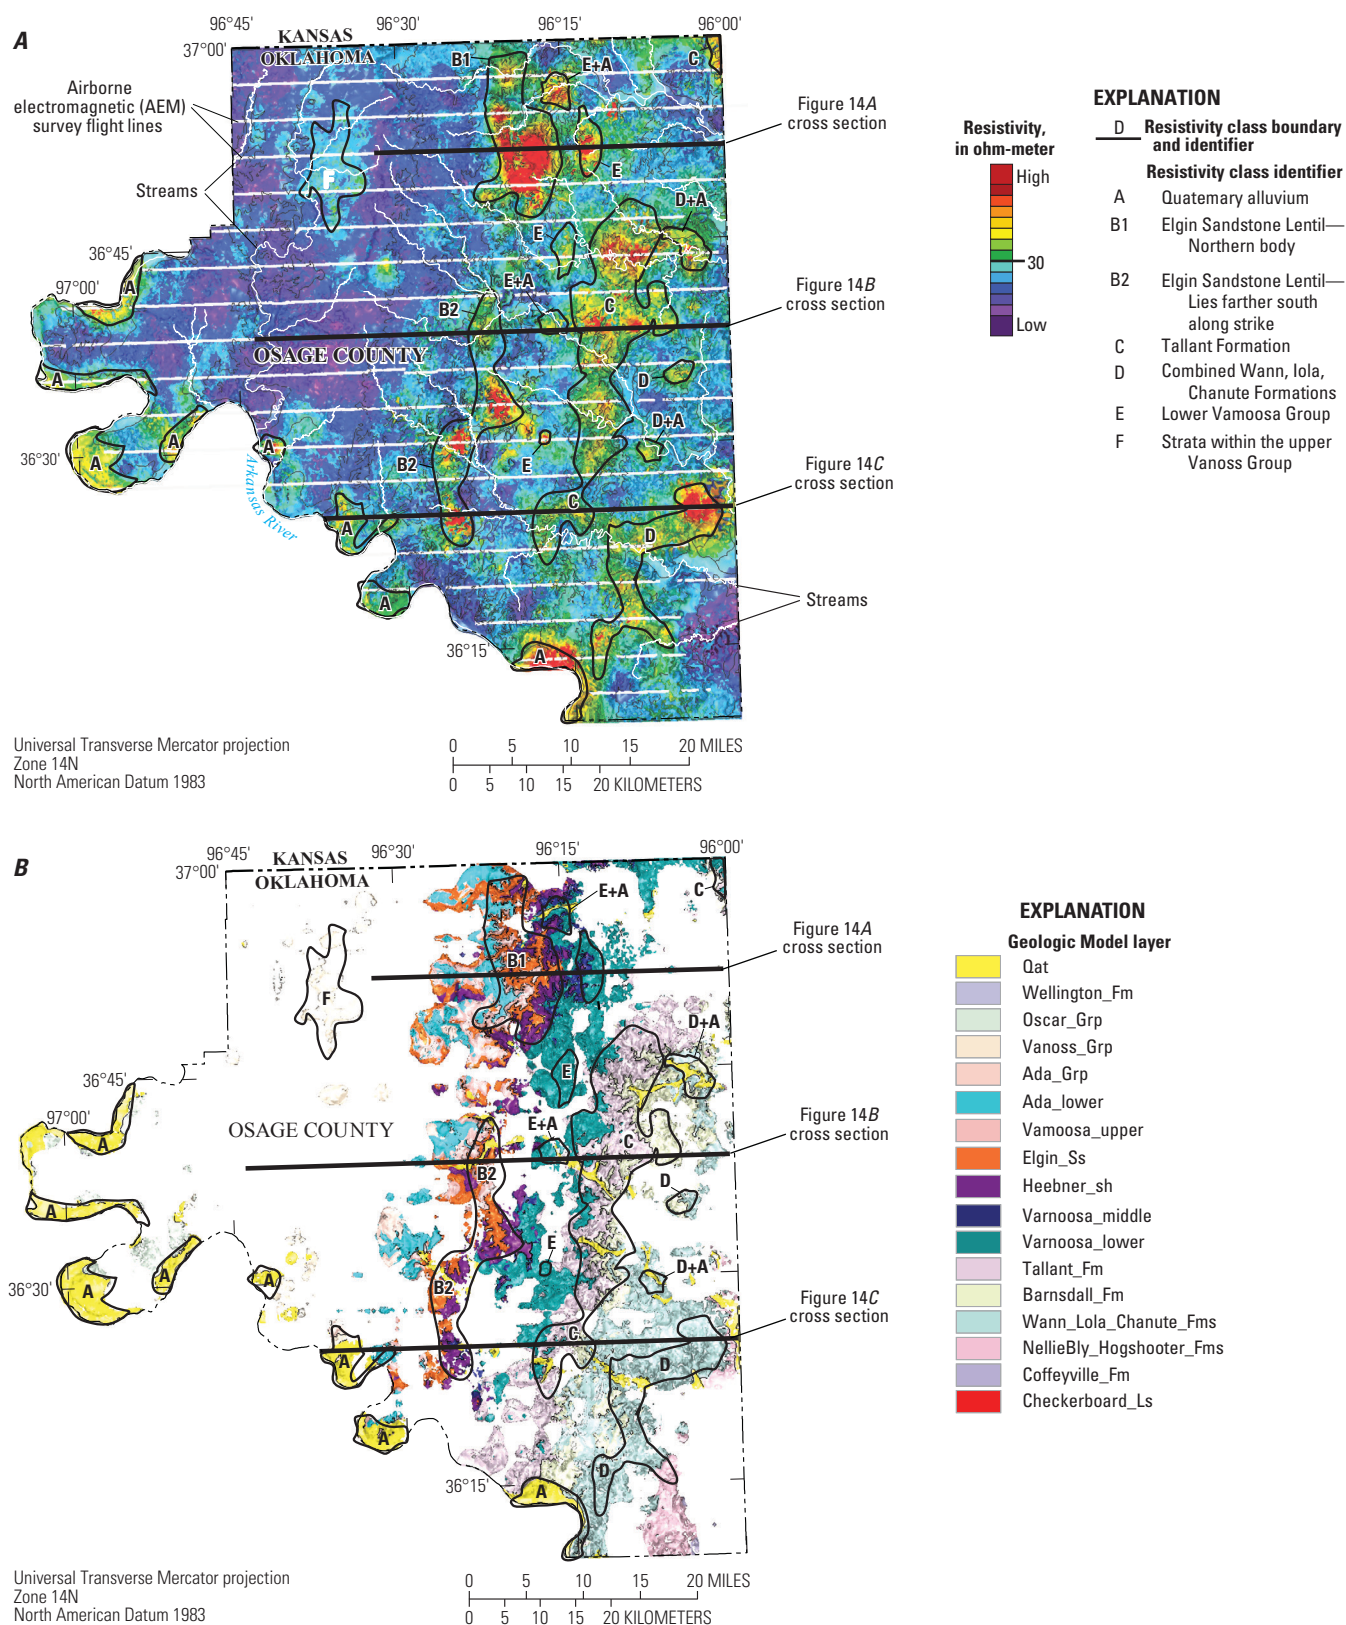 A
96°45'
96°30'
96°15'
96°00'
37°00'
KANSAS
OKLAHOMA
B1
E+A
C
Airborne
electromagnetic (AEM)
survey flight lines
Figure 14A
cross section
E
F
Streams
D+A
E
36°45'
97°00'
A
E+A
B2
C
Figure 14B
cross section
OSAGE COUNTY
A
D
D+A
A
A
36°30'
A
B2
E
Arkansas River
Figure 14C
cross section
C
A
D
A
Streams
36°15'
A
EXPLANATION
Resistivity,
in ohm-meter
High
30
Low
D
Resistivity class boundary
and identifier
Resistivity class identifier
A Quatemary alluvium
B1 Elgin Sandstone Lentil—
Northern body
B2 Elgin Sandstone Lentil—
Lies farther south
along strike
C Tallant Formation
D Combined Wann, Iola,
Chanute Formations
E Lower Vamoosa Group
F Strata within the upper
Vanoss Group
Universal Transverse Mercator projection
Zone 14N
North American Datum 1983
0 5 10 15 20 MILES
0 5 10 15 20 KILOMETERS
B
96°45'
96°30'
96°15'
96°00'
37°00'
KANSAS
OKLAHOMA
E+A
C
Figure 14A
cross section
B1
F
D+A
E
36°45'
97°00'
A
OSAGE COUNTY
E+A
C
Figure 14B
cross section
B2
D
A
E
D+A
36°30'
A
A
A
B2
Figure 14C
cross section
C
A
D
A
D
36°15'
A
EXPLANATION
Geologic Model layer
Qat
Wellington_Fm
Oscar_Grp
Vanoss_Grp
Ada_Grp
Ada_lower
Vamoosa_upper
Elgin_Ss
Heebner_sh
Varnoosa_middle
Varnoosa_lower
Tallant_Fm
Barnsdall_Fm
Wann_Lola_Chanute_Fms
NellieBly_Hogshooter_Fms
Coffeyville_Fm
Checkerboard_Ls
Universal Transverse Mercator projection
Zone 14N
North American Datum 1983
0 5 10 15 20 MILES
0 5 10 15 20 KILOMETERS